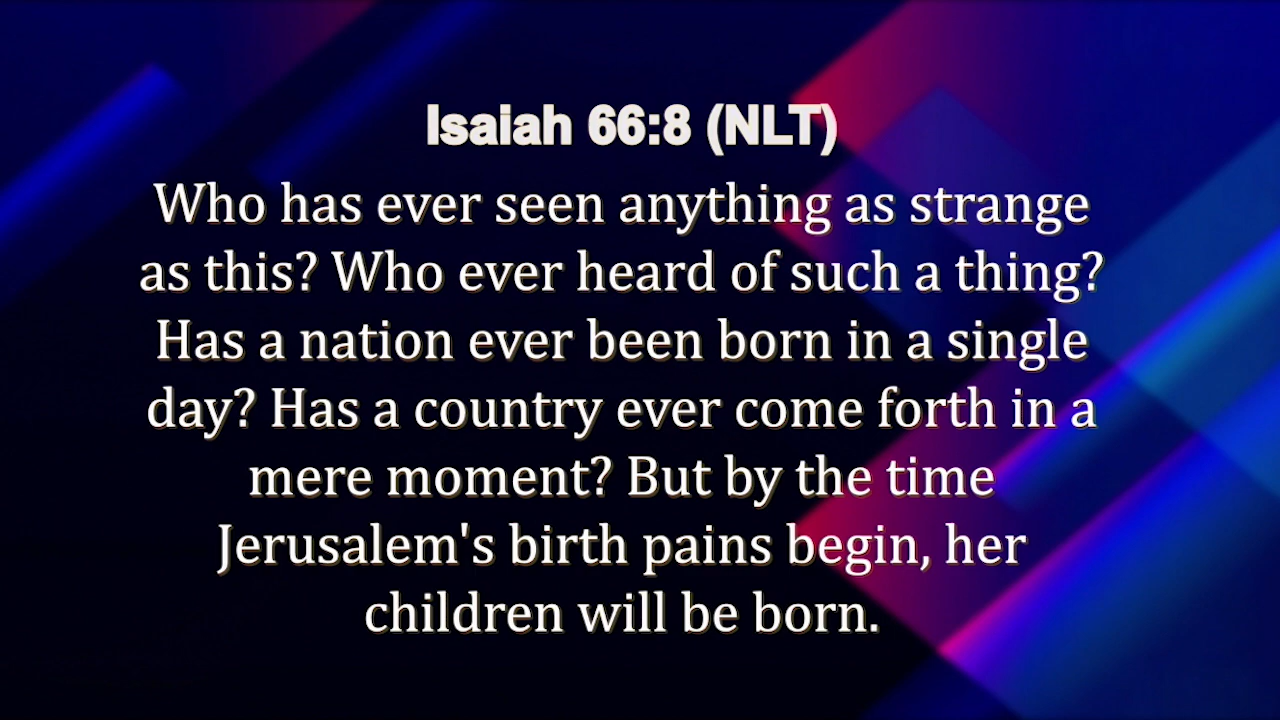 Isaiah 66:8 (NLT)
Who has ever seen anything as strange
as this? Who ever heard of such a thing?
Has a nation ever been born in a single
day? Has a country ever come forth in a
mere moment? But by the time
Jerusalem's birth pains begin, her
children will be born.